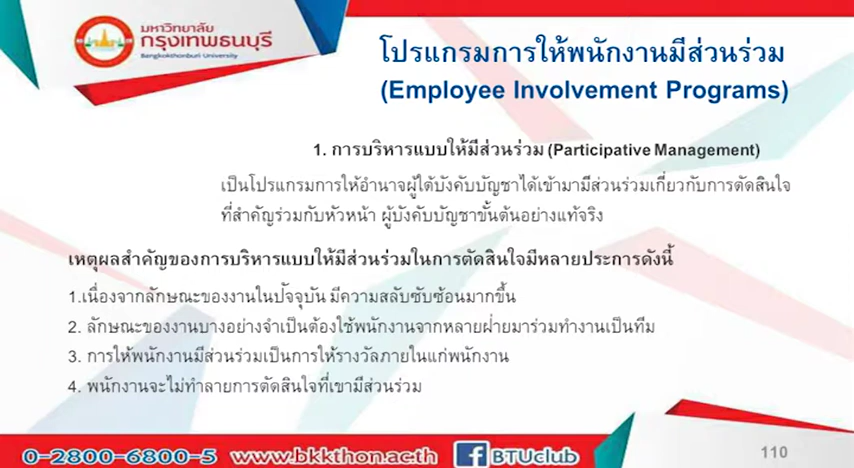 มหาวิทยาลัย
กรุงเทพธนบุรี
Bangkokthonburi University
โปรแกรมการให้พนักงานมีส่วนร่วม
(Employee Involvement Programs)
1. การบริหารแบบให้มีส่วนร่วม (Participative Management)
เป็นโปรแกรมการให้อำนาจผู้ใต้บังคับบัญชาได้เข้ามามีส่วนร่วมเกี่ยวกับการตัดสินใจ
ที่สำคัญร่วมกับหัวหน้า ผู้บังคับบัญชาขั้นต้นอย่างแท้จริง
เหตุผลสำคัญของการบริหารแบบให้มีส่วนร่วมในการตัดสินใจมีหลายประการดังนี้
1.เนื่องจากลักษณะของงานในปัจจุบัน มีความสลับซับซ้อนมากขึ้น
2. ลักษณะของงานบางอย่างจำเป็นต้องใช้พนักงานจากหลายฝ่ายมาร่วมทำงานเป็นทีม
3. การให้พนักงานมีส่วนร่วมเป็นการให้รางวัลภายในแก่พนักงาน
4. พนักงานจะไม่ทำลายการตัดสินใจที่เขามีส่วนร่วม
0-2800-6800-5 www.bkkthon.ac.th f BTUclub
110